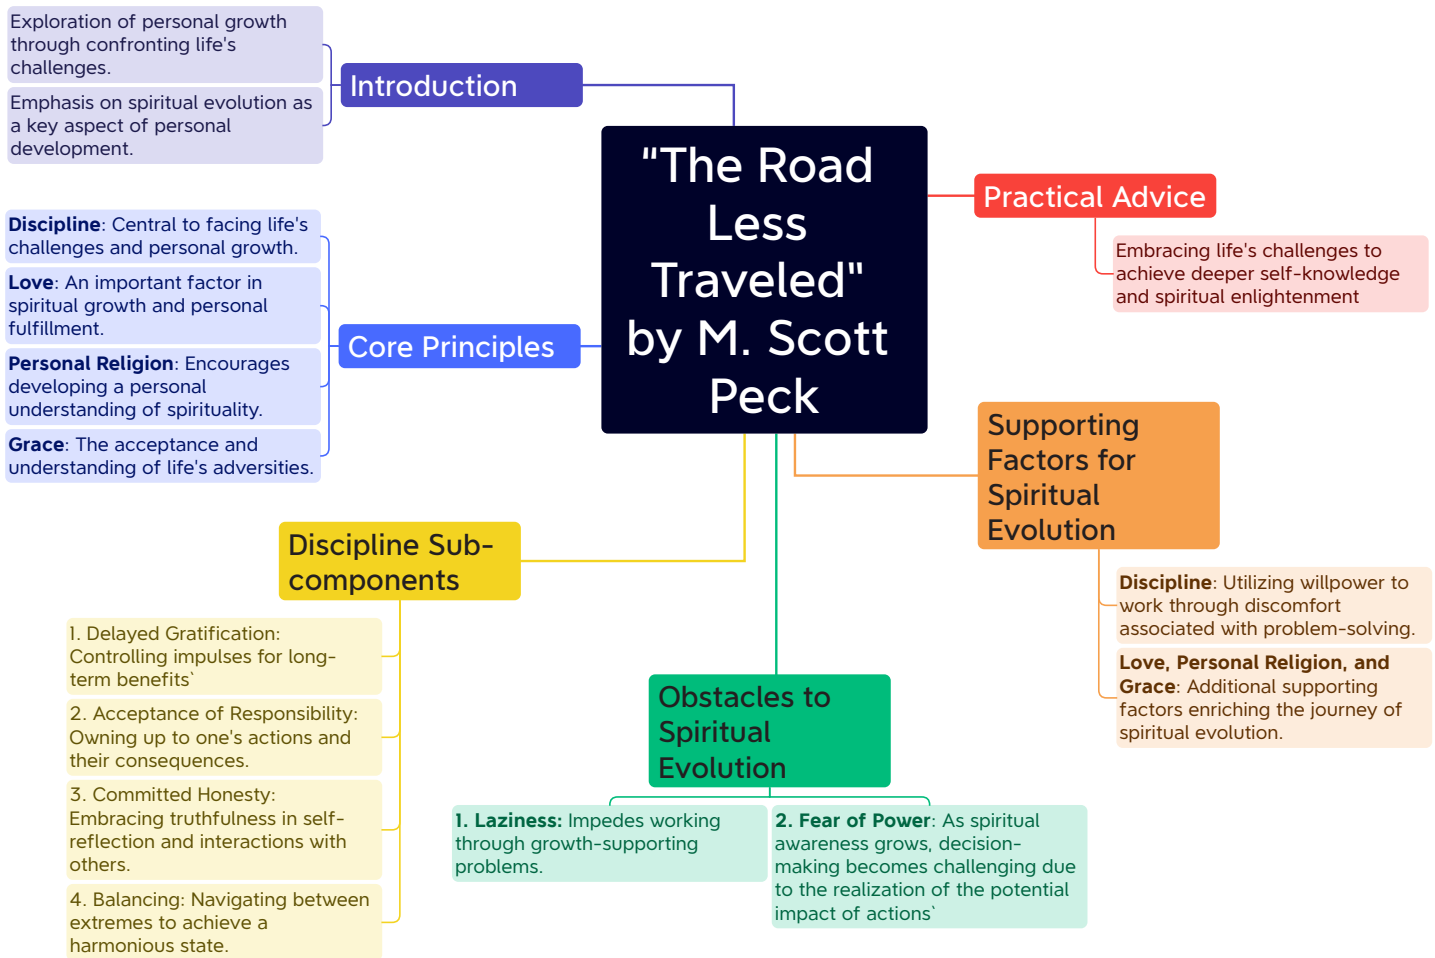 Exploration of personal growth
through confronting life's
challenges.
Emphasis on spiritual evolution as
a key aspect of personal
development.
Introduction
"The Road
Less
Traveled"
by M. Scott
Peck
Practical Advice
Embracing life's challenges to
achieve deeper self-knowledge
and spiritual enlightenment
Discipline: Central to facing life's
challenges and personal growth.
Love: An important factor in
spiritual growth and personal
fulfillment.
Personal Religion: Encourages
developing a personal
understanding of spirituality.
Grace: The acceptance and
understanding of life's adversities.
Core Principles
Supporting
Factors for
Spiritual
Evolution
Discipline: Utilizing willpower to
work through discomfort
associated with problem-solving.
Love, Personal Religion, and
Grace: Additional supporting
factors enriching the journey of
spiritual evolution.
Discipline Sub-
components
1. Delayed Gratification:
Controlling impulses for long-
term benefits`
2. Acceptance of Responsibility:
Owning up to one's actions and
their consequences.
3. Committed Honesty:
Embracing truthfulness in self-
reflection and interactions with
others.
4. Balancing: Navigating between
extremes to achieve a
harmonious state.
Obstacles to
Spiritual
Evolution
1. Laziness: Impedes working
through growth-supporting
problems.
2. Fear of Power: As spiritual
awareness grows, decision-
making becomes challenging due
to the realization of the potential
impact of actions`